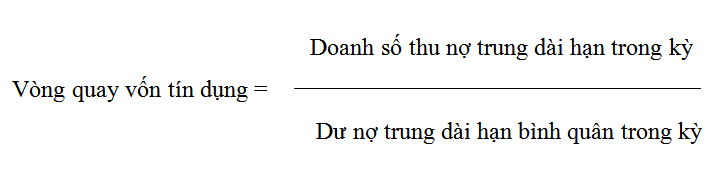 Doanh số thu nợ trung dài hạn trong kỳ
Vòng quay vốn tín dụng =
Dư nợ trung dài hạn bình quân trong kỳ